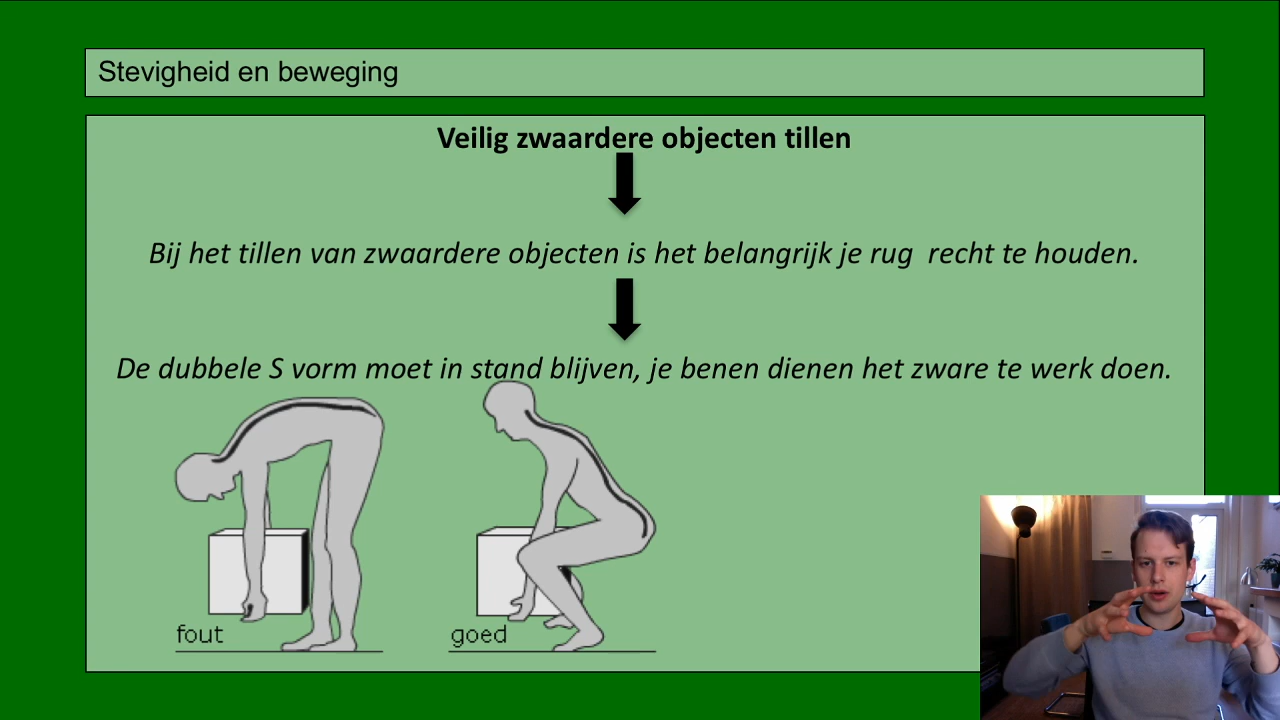 Stevigheid en beweging
Veilig zwaardere objecten tillen
Bij het tillen van zwaardere objecten is het belangrijk je rug  recht te houden.
De dubbele S vorm moet in stand blijven, je benen dienen het zware te werk doen.
fout
goed